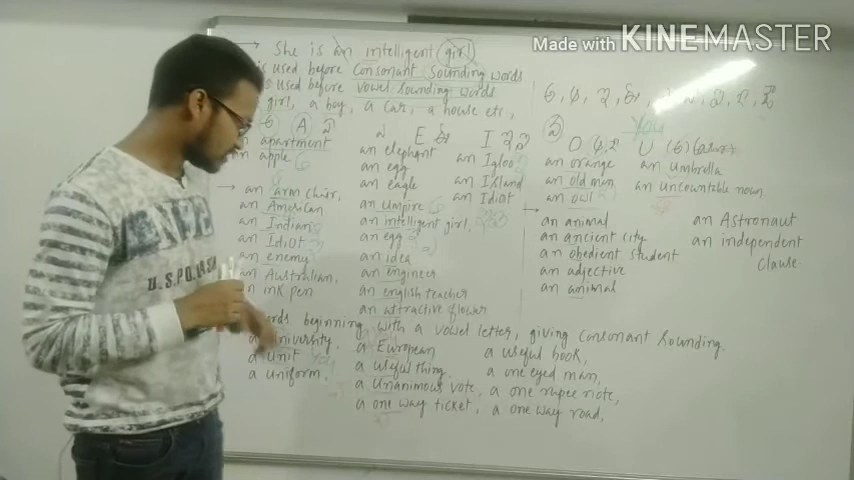 Made with KINEMASTER
She is an intelligent girl
is used before Consonant Sounding words
is used before vowel Sounding words
girl, a boy, a car, a house etc.,
A
an apartment
an apple
→ an arm chair,
an American
an Indian
an Idiot
an enemy
an Australian,
an ink pen
E
an elephant
an egg
an eagle
an umpire
an intelligent girl.
an egg
an idea
an engineer
an english teacher
an attractive flower
I
an Igloo
an Island
an Idiot
You
O
an orange
an old man
an owl
U
an umbrella
an uncountable noun.
→ an animal
an ancient city
an obedient student
an adjective
an animal
an Astronaut
an independent
clause
words beginning with a vowel letter, giving Consonant Sounding.
a university.
a unit
a uniform.
a European
a useful thing.
a Unanimous vote,
a one way ticket,
a useful book,
a one eyed man,
a one rupee note,
a one way road,
U.S.POLO ASSA